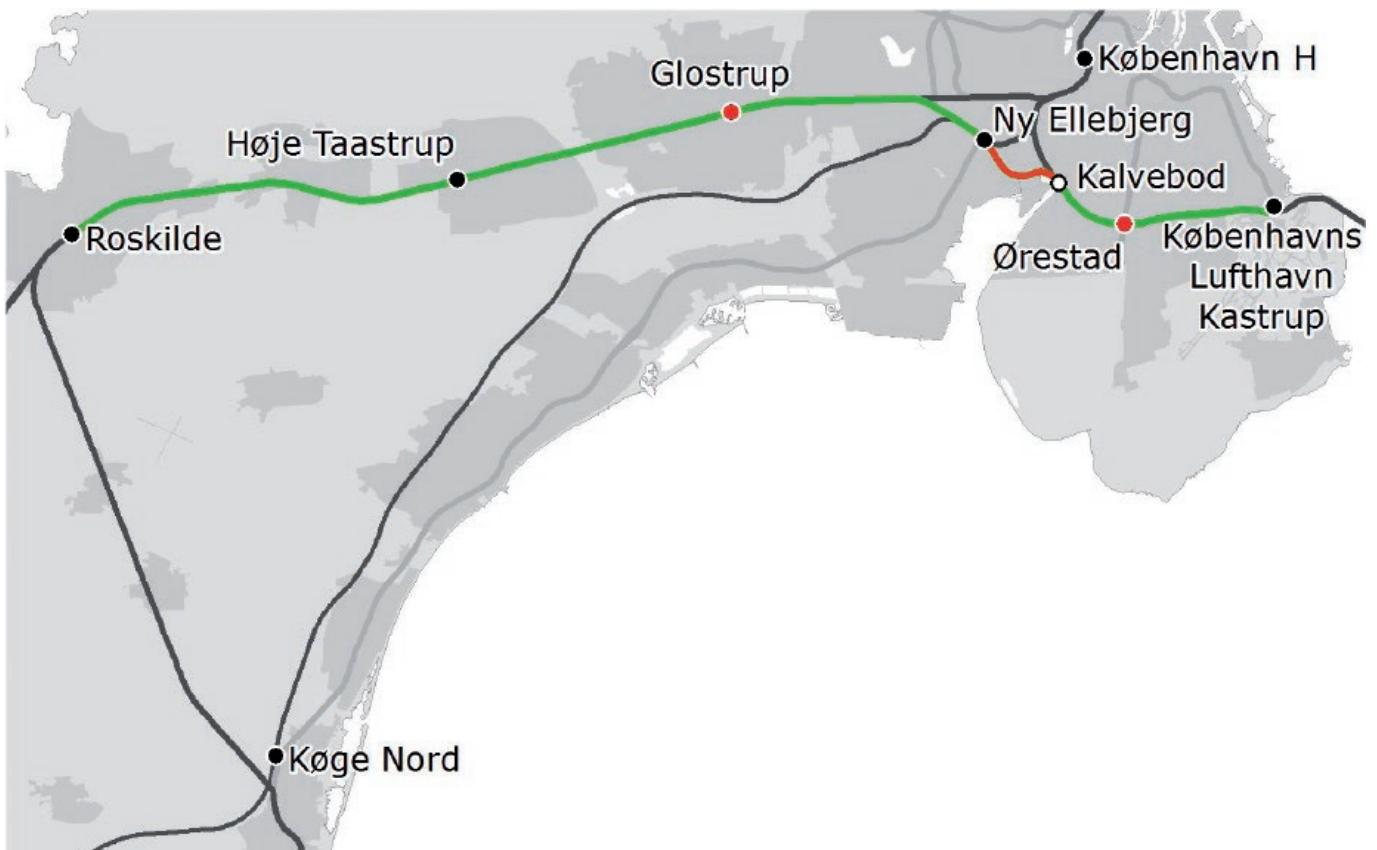 København H
Glostrup
Ny Ellebjerg
Høje Taastrup
Kalvebod
Roskilde
Ørestad
Københavns
Lufthavn
Kastrup
Køge Nord